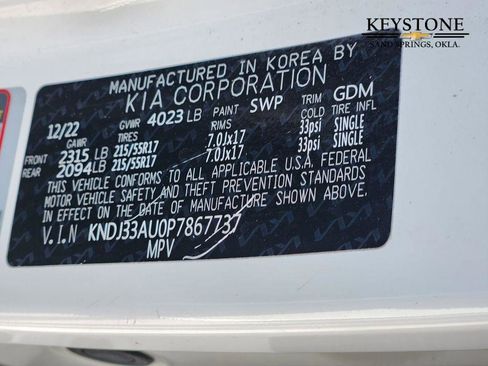 KEYSTONE
SAND SPRINGS, OKLA.
MANUFACTURED IN KOREA BY
KIA CORPORATION
12/22 GVWR 4023 LB PAINT SWP TRIM GDM
GAWR TIRES RIMS COLD TIRE INFL
FRONT 2315 LB 215/55R17 7.0Jx17 33psi SINGLE
REAR 2094 LB 215/55R17 7.0Jx17 33psi SINGLE
THIS VEHICLE CONFORMS TO ALL APPLICABLE U.S.A. FEDERAL
MOTOR VEHICLE SAFETY AND THEFT PREVENTION STANDARDS
IN EFFECT ON THE DATE OF MANUFACTURE SHOWN ABOVE.
V.I.N KNDJ33AU0P7867737
MPV